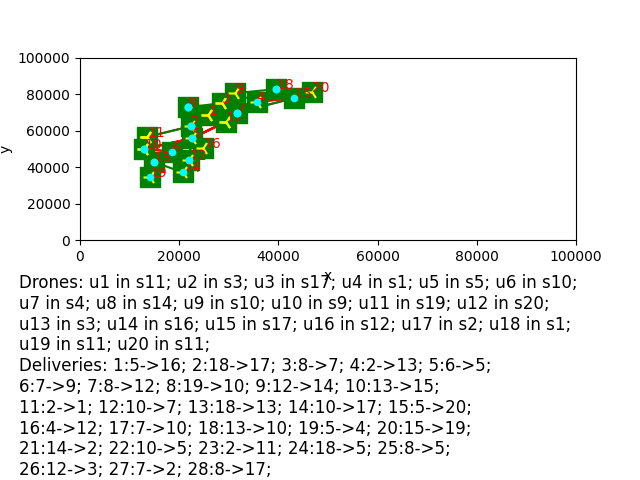 100000
80000
60000
40000
20000
0
y
0 20000 40000 60000 80000 100000
x
Drones: u1 in s11; u2 in s3; u3 in s17; u4 in s1; u5 in s5; u6 in s10;
u7 in s4; u8 in s14; u9 in s10; u10 in s9; u11 in s19; u12 in s20;
u13 in s3; u14 in s16; u15 in s17; u16 in s12; u17 in s2; u18 in s1;
u19 in s11; u20 in s11;
Deliveries: 1:5->16; 2:18->17; 3:8->7; 4:2->13; 5:6->5;
6:7->9; 7:8->12; 8:19->10; 9:12->14; 10:13->15;
11:2->1; 12:10->7; 13:18->13; 14:10->17; 15:5->20;
16:4->12; 17:7->10; 18:13->10; 19:5->4; 20:15->19;
21:14->2; 22:10->5; 23:2->11; 24:18->5; 25:8->5;
26:12->3; 27:7->2; 28:8->17;